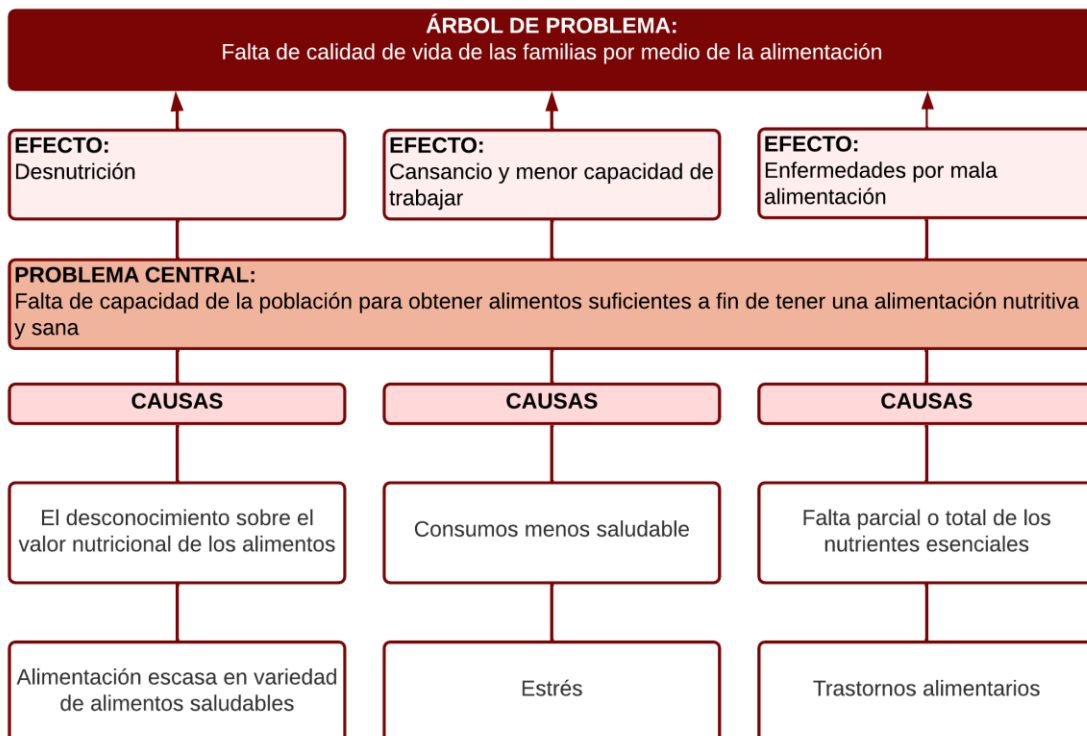 ÁRBOL DE PROBLEMA:
Falta de calidad de vida de las familias por medio de la alimentación
EFECTO:
Desnutrición
EFECTO:
Cansancio y menor capacidad de
trabajar
EFECTO:
Enfermedades por mala
alimentación
PROBLEMA CENTRAL:
Falta de capacidad de la población para obtener alimentos suficientes a fin de tener una alimentación nutritiva
y sana
CAUSAS
CAUSAS
CAUSAS
El desconocimiento sobre el
valor nutricional de los alimentos
Consumos menos saludable
Falta parcial o total de los
nutrientes esenciales
Alimentación escasa en variedad
de alimentos saludables
Estrés
Trastornos alimentarios